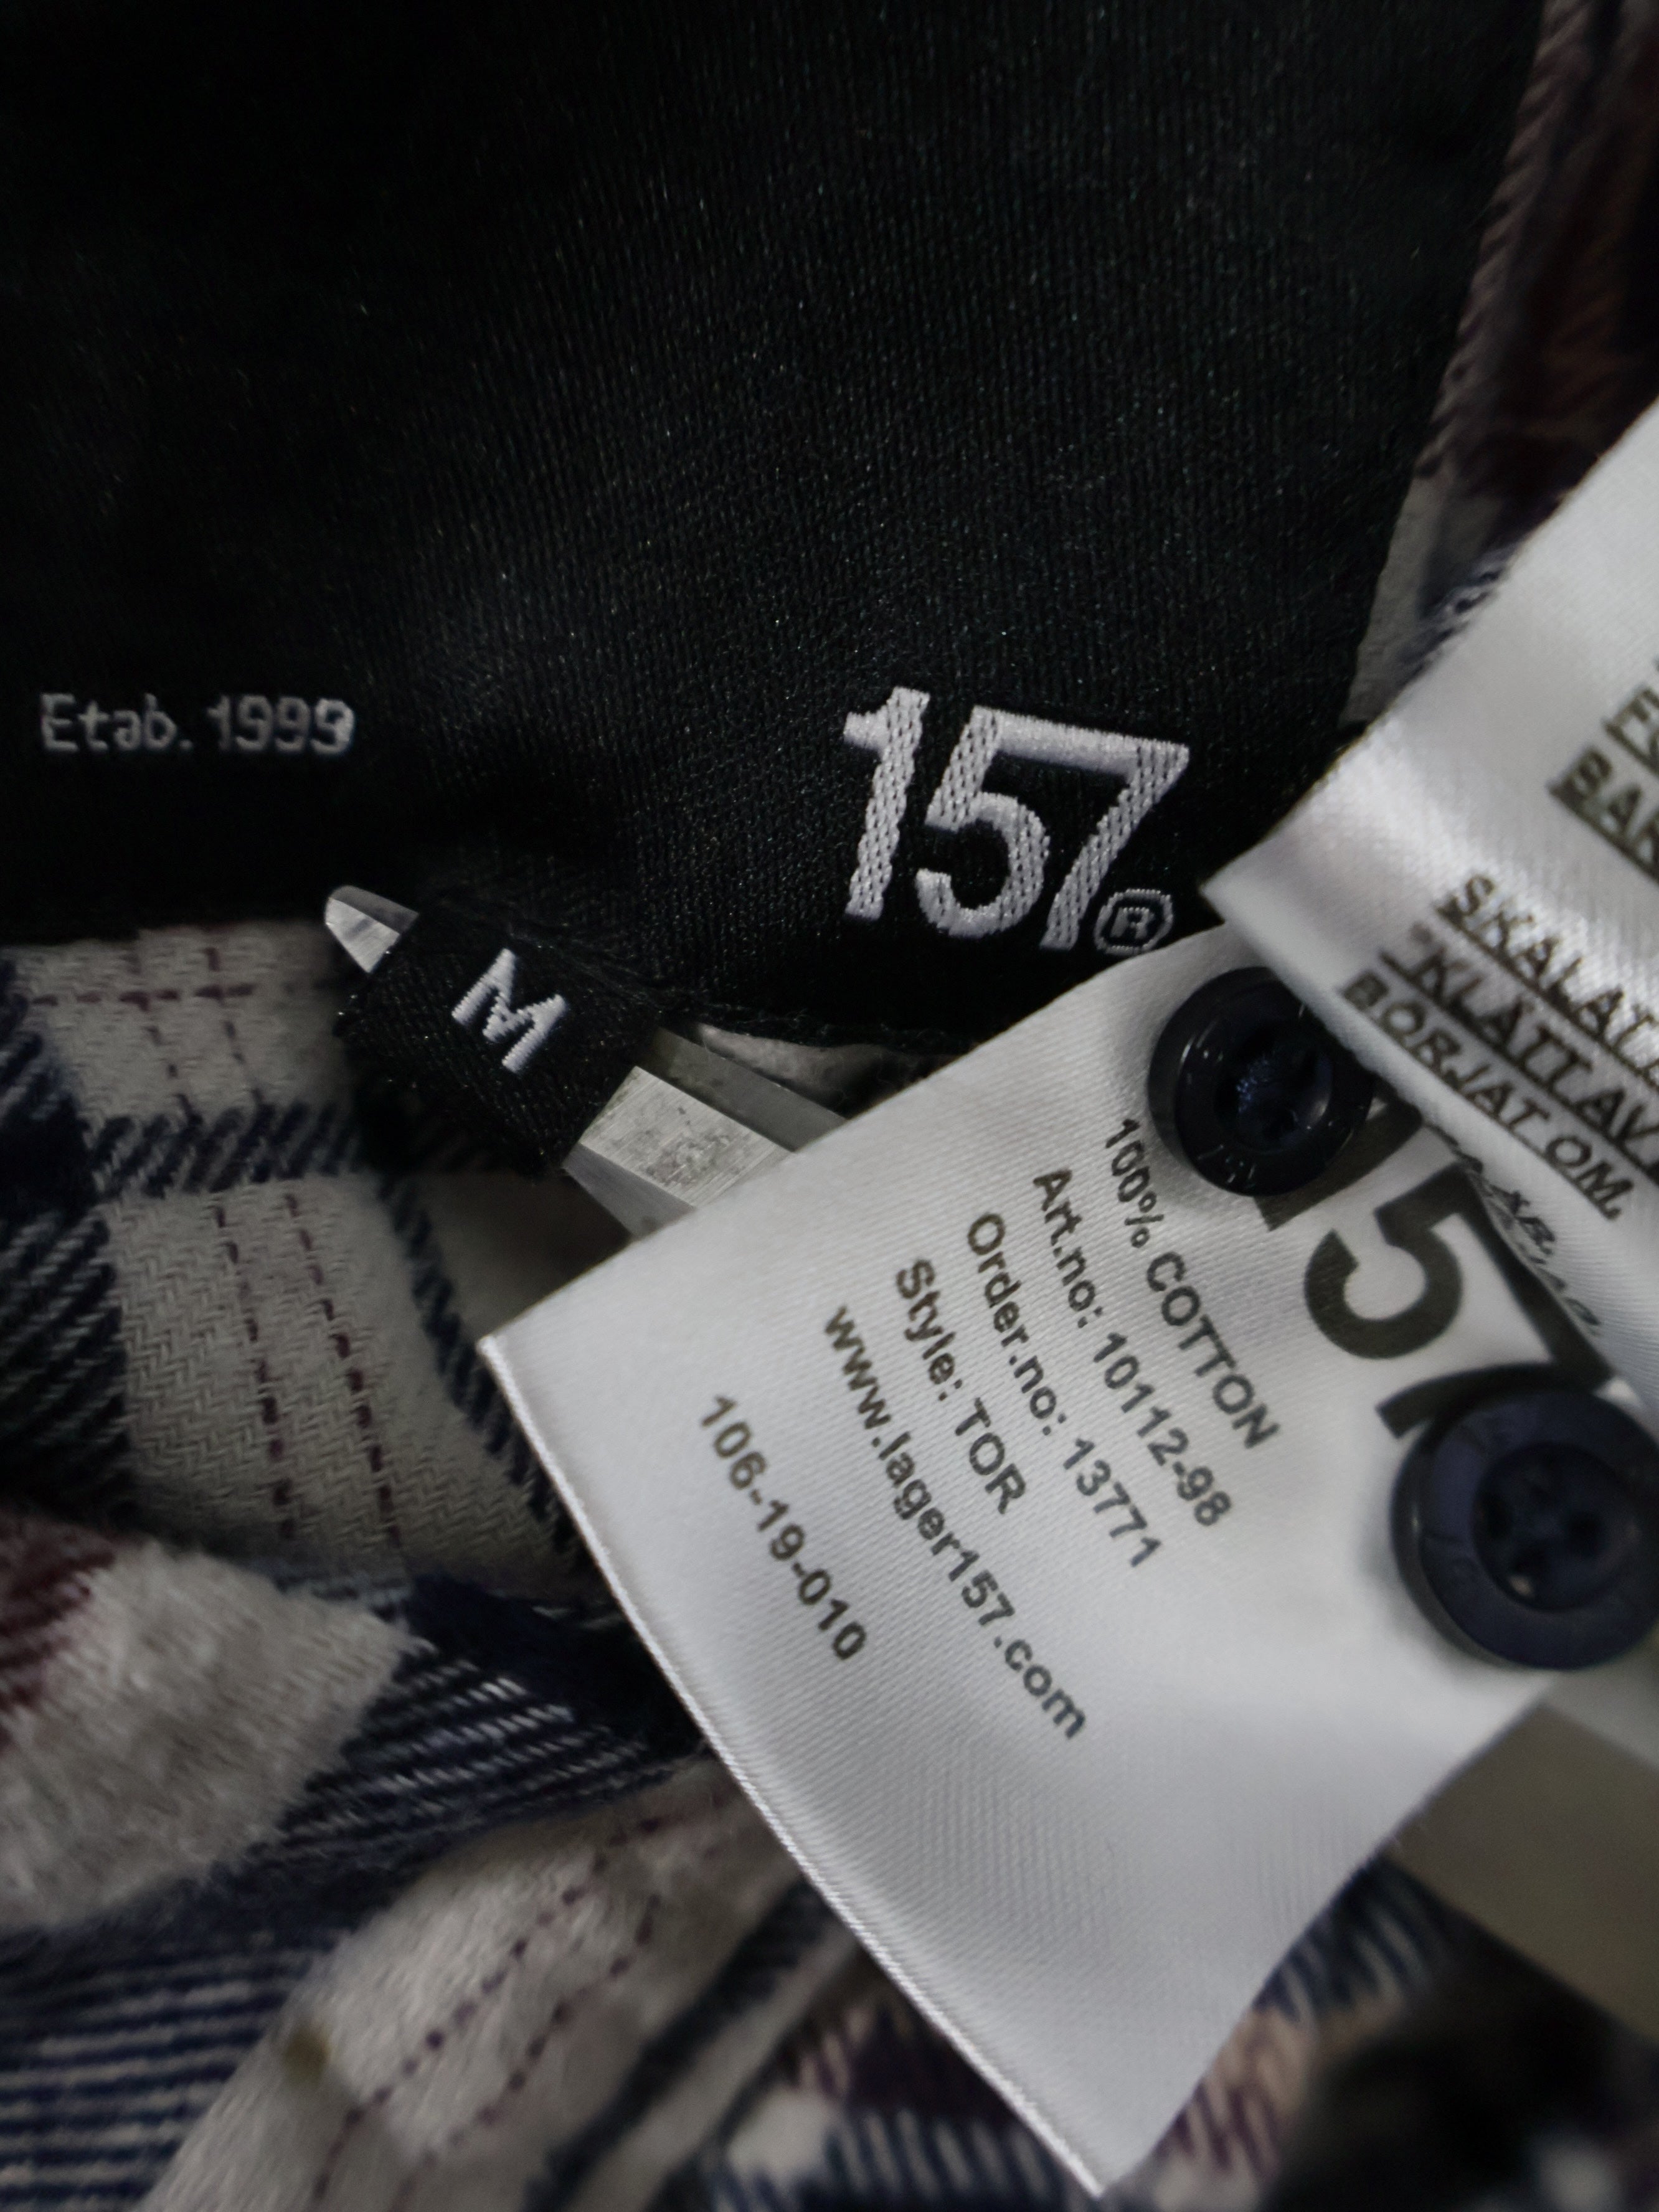 Etab. 1999
157®
M
157
100% COTTON
Art.no: 10112-98
Order.no: 13771
Style: TOR
www.lager157.com
106-19-010